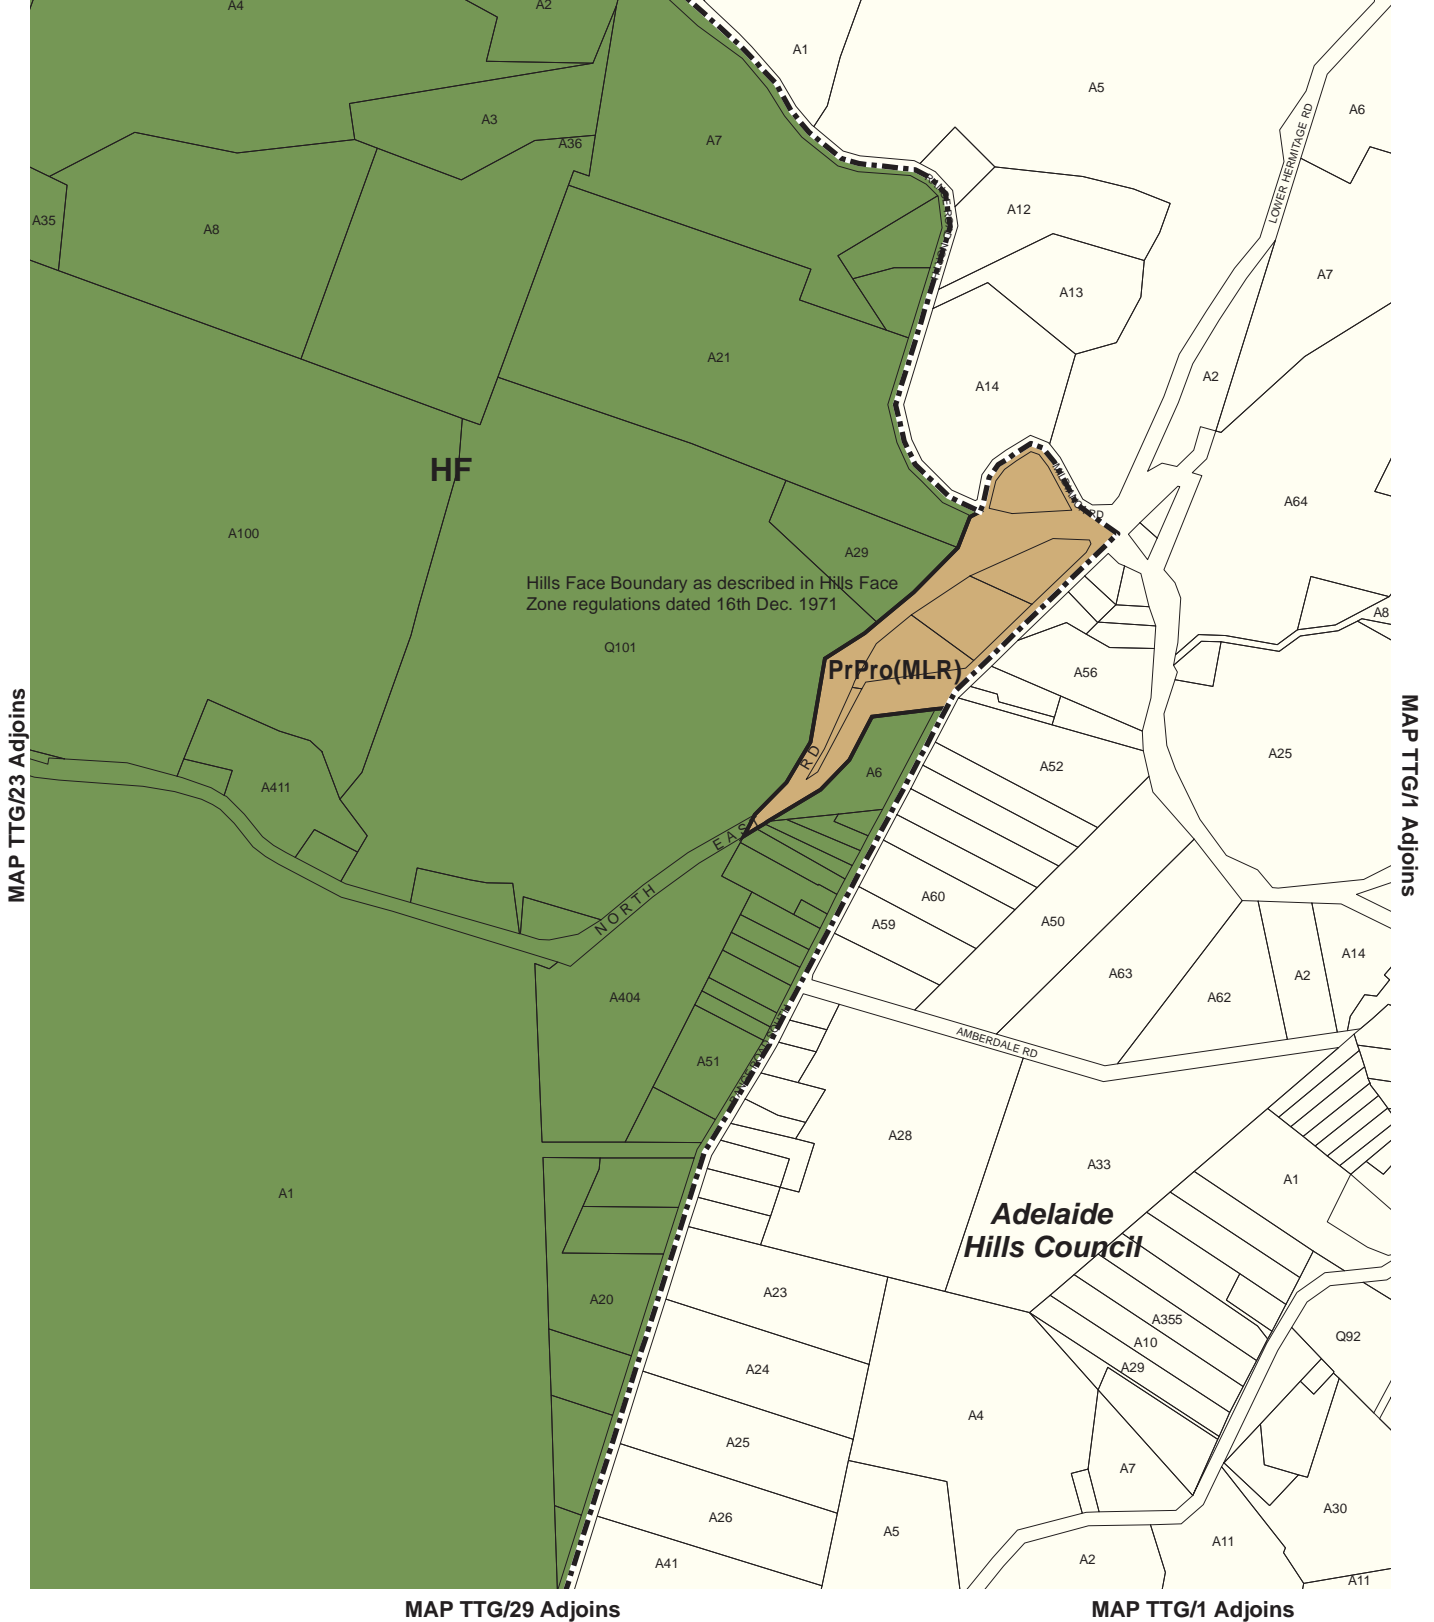 A4
A2
A1
A5
A6
A3
A36
A7
LOWER HERMITAGE RD
A35
A8
A12
A13
A7
A21
A14
A2
HF
A100
A29
A64
RD
Hills Face Boundary as described in Hills Face
Zone regulations dated 16th Dec. 1971
A8
Q101
PrPro(MLR)
A56
MAP TTG/23 Adjoins
MAP TTG/1 Adjoins
A25
A52
A6
A411
NORTH EAST RD
A60
A59
A50
A63
A62
A2
A14
A404
AMBERDALE RD
A51
A28
A33
A1
A1
Adelaide
Hills Council
A20
A23
A355
A10
A29
Q92
A24
A4
A25
A7
A26
A5
A30
A11
A41
A2
A11
MAP TTG/29 Adjoins
MAP TTG/1 Adjoins